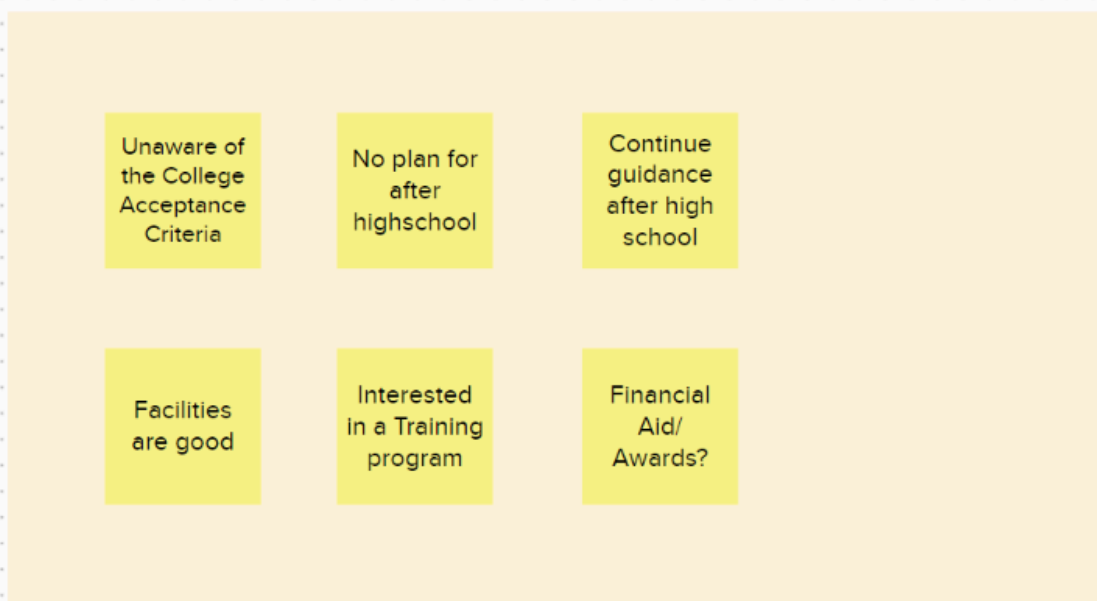 Unaware of
the College
Acceptance
Criteria
No plan for
after
highschool
Continue
guidance
after high
school
Facilities
are good
Interested
in a Training
program
Financial
Aid/
Awards?